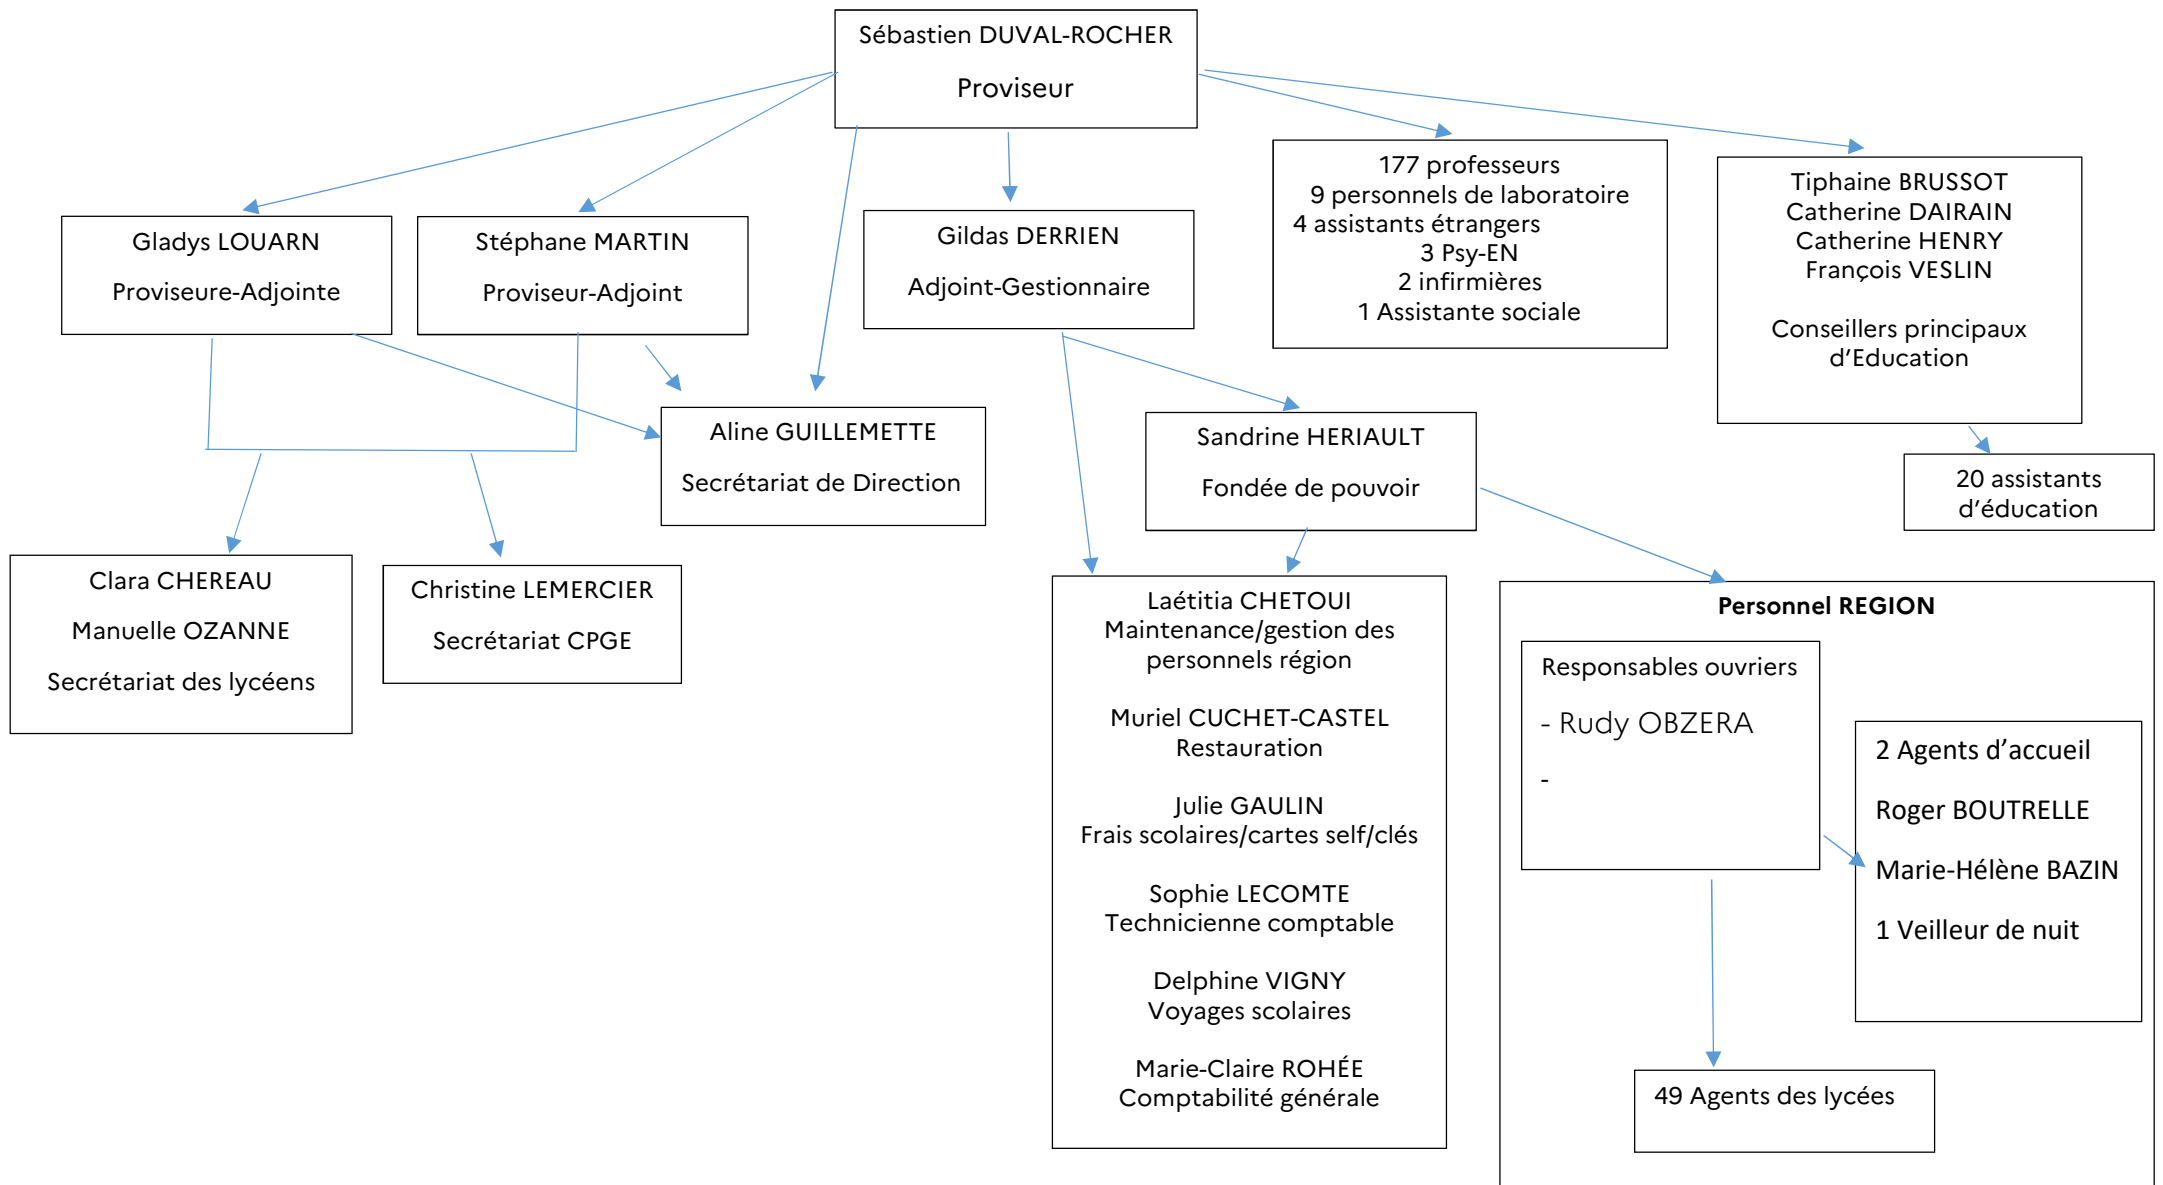 Sébastien DUVAL-ROCHER
Proviseur
177 professeurs
9 personnels de laboratoire
4 assistants étrangers
3 Psy-EN
2 infirmières
1 Assistante sociale
Tiphaine BRUSSOT
Catherine DAIRAIN
Catherine HENRY
François VESLIN
Conseillers principaux
d’Education
Gladys LOUARN
Proviseure-Adjointe
Stéphane MARTIN
Proviseur-Adjoint
Gildas DERRIEN
Adjoint-Gestionnaire
Aline GUILLEMETTE
Secrétariat de Direction
Sandrine HERIAULT
Fondée de pouvoir
20 assistants
d’éducation
Clara CHEREAU
Manuelle OZANNE
Secrétariat des lycéens
Christine LEMERCIER
Secrétariat CPGE
Laétitia CHETOUI
Maintenance/gestion des
personnels région
Muriel CUCHET-CASTEL
Restauration
Julie GAULIN
Frais scolaires/cartes self/clés
Sophie LECOMTE
Technicienne comptable
Delphine VIGNY
Voyages scolaires
Marie-Claire ROHÉE
Comptabilité générale
Personnel REGION
Responsables ouvriers
- Rudy OBZERA
-
2 Agents d’accueil
Roger BOUTRELLE
Marie-Hélène BAZIN
1 Veilleur de nuit
49 Agents des lycées